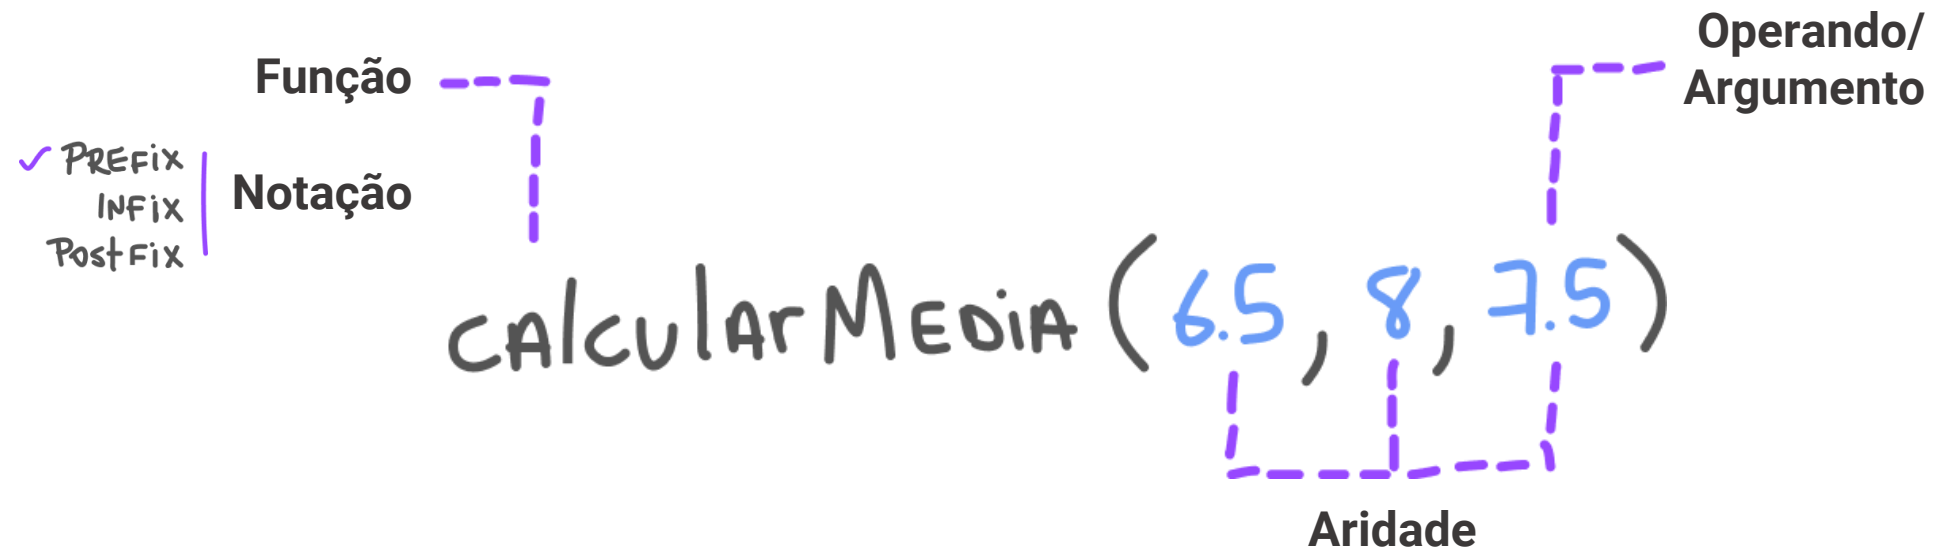 Operando/
Argumento
Função
✓ PREFiX
INFiX
PostFiX
Notação
CAlculArMEDiA (6.5, 8, 7.5)
Aridade